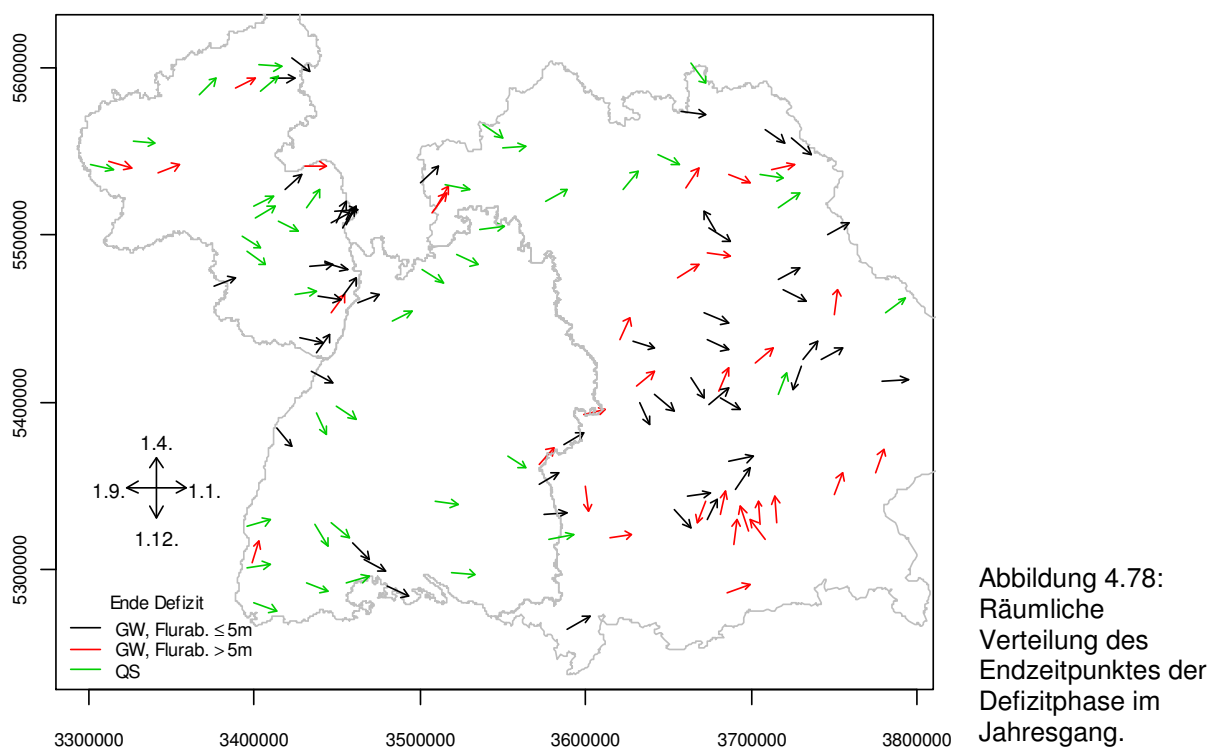 5600000
5500000
5400000
5300000
1.4.
1.9.
1.1.
1.12.
Ende Defizit
GW, Flurab. ≤ 5m
GW, Flurab. > 5m
QS
3300000
3400000
3500000
3600000
3700000
3800000
Abbildung 4.78:
Räumliche
Verteilung des
Endzeitpunktes der
Defizitphase im
Jahresgang.